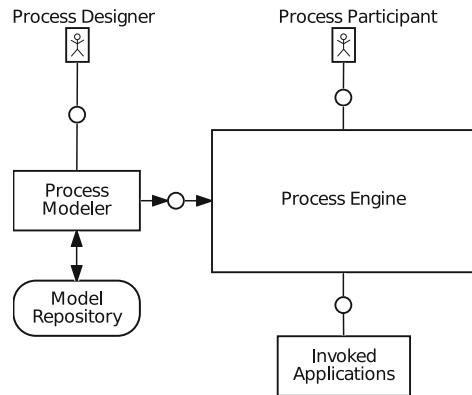 Process Designer
Process Participant
Process
Modeler
Process Engine
Model
Repository
Invoked
Applications